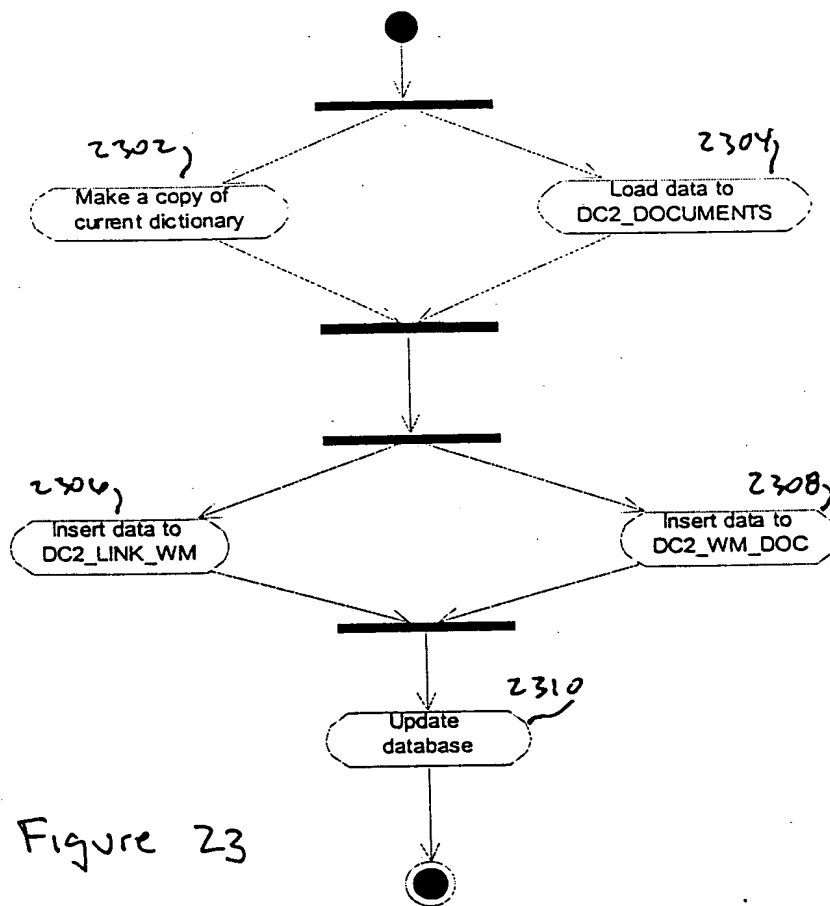 2302
2304
Make a copy of
current dictionary
Load data to
DC2_DOCUMENTS
2306
2308
Insert data to
DC2_LINK_WM
Insert data to
DC2_WM_DOC
2310
Update
database
Figure 23